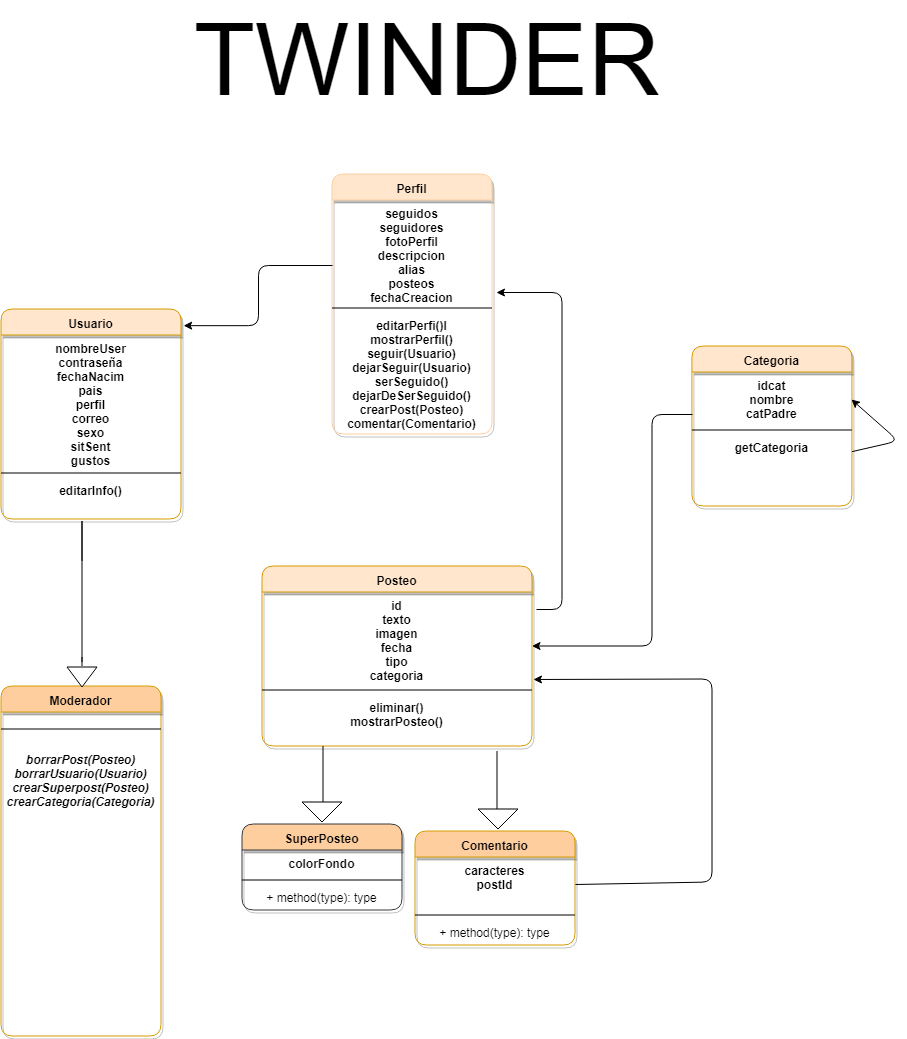 TWINDER
Perfil
seguidos
seguidores
fotoPerfil
descripcion
alias
posteos
fechaCreacion
editarPerfi()l
mostrarPerfil()
seguir(Usuario)
dejarSeguir(Usuario)
serSeguido()
dejarDeSerSeguido()
crearPost(Posteo)
comentar(Comentario)
Usuario
nombreUser
contraseña
fechaNacim
pais
perfil
correo
sexo
sitSent
gustos
editarInfo()
Categoria
idcat
nombre
catPadre
getCategoria
Posteo
id
texto
imagen
fecha
tipo
categoria
eliminar()
mostrarPosteo()
Moderador
borrarPost(Posteo)
borrarUsuario(Usuario)
crearSuperpost(Posteo)
crearCategoria(Categoria)
SuperPosteo
colorFondo
+ method(type): type
Comentario
caracteres
postId
+ method(type): type